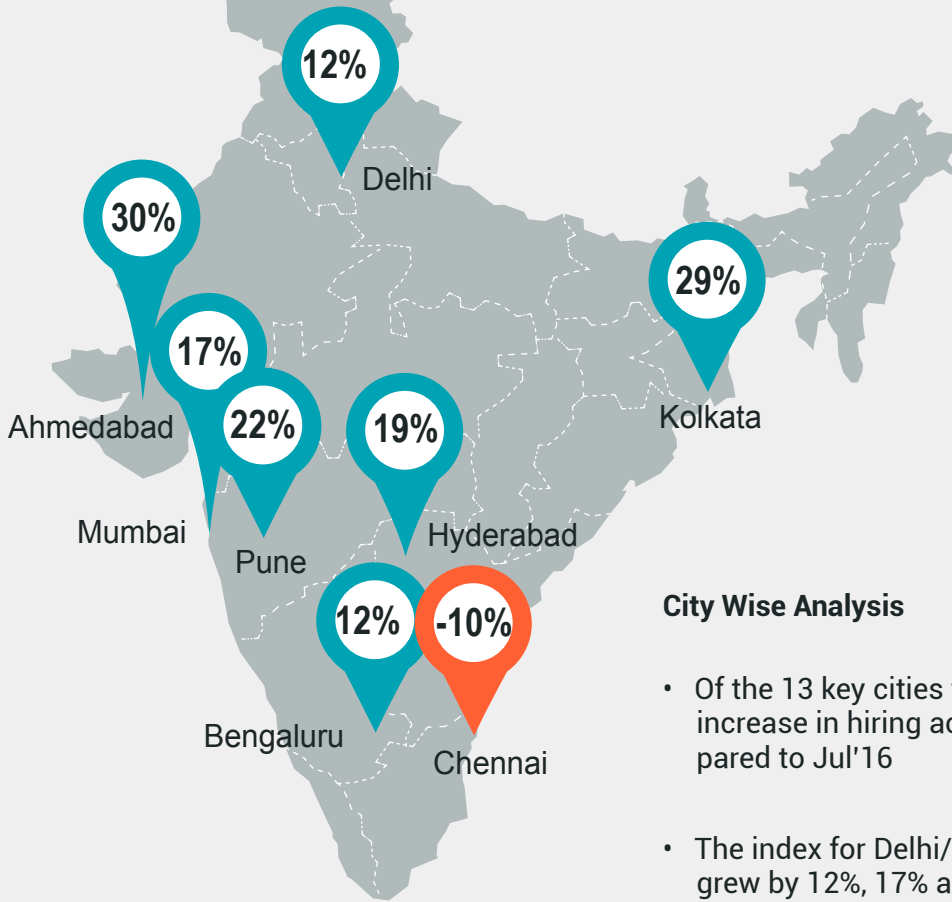 12%
Delhi
30%
29%
17%
Ahmedabad
22%
19%
Kolkata
Mumbai
Hyderabad
Pune
12%
-10%
City Wise Analysis
Bengaluru
Chennai
• Of the 13 key cities
increase in hiring
pared to Jul'16
• The index for Delhi/
grew by 12%, 17%